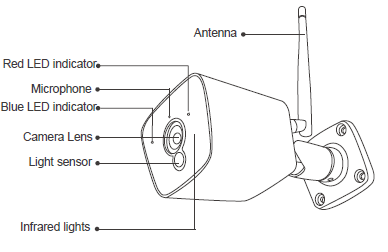 Antenna
Red LED indicator
Microphone
Blue LED indicator
Camera Lens
Light sensor
Infrared lights